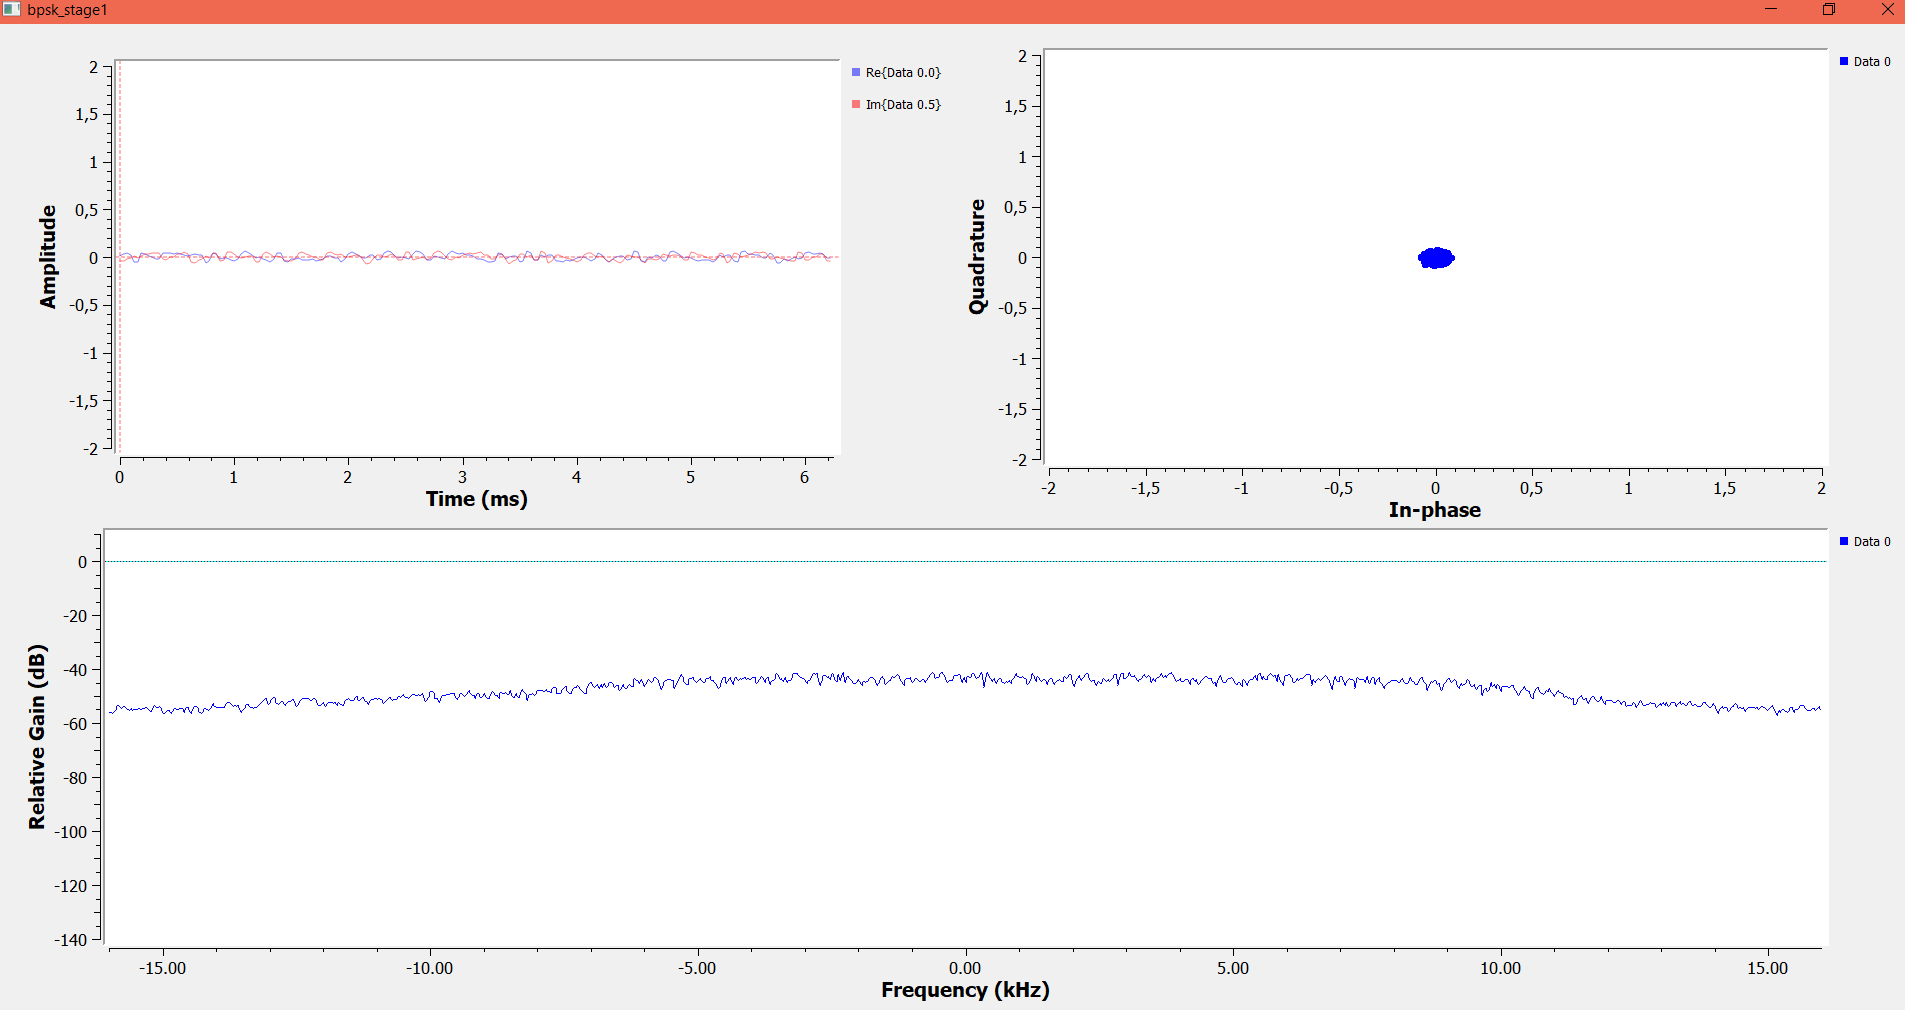 bpsk_stage1
2
1,5
1
0,5
0
-0,5
-1
-1,5
-2
Amplitude
0 1 2 3 4 5 6
Time (ms)
Re{Data 0.0}
Im{Data 0.5}
2
1,5
1
0,5
0
-0,5
-1
-1,5
-2
Quadrature
-2 -1,5 -1 -0,5 0 0,5 1 1,5 2
In-phase
Data 0
0
-20
-40
-60
-80
-100
-120
-140
Relative Gain (dB)
-15.00 -10.00 -5.00 0.00 5.00 10.00 15.00
Frequency (kHz)
Data 0